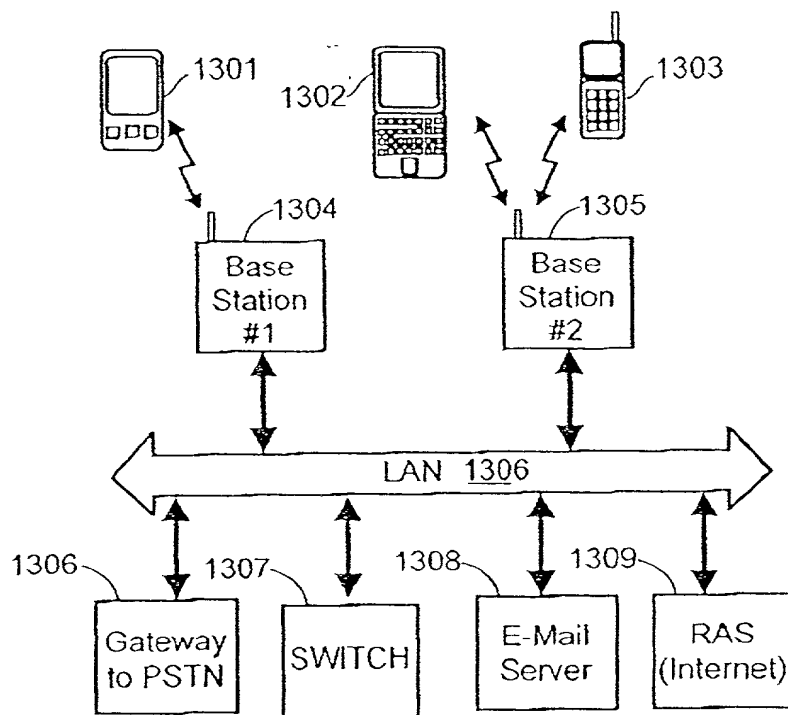 1301
1302
1303
1304
1305
Base
Station
#1
Base
Station
#2
LAN 1306
1306
1307
1308
1309
Gateway
to PSTN
SWITCH
E-Mail
Server
RAS
(Internet)